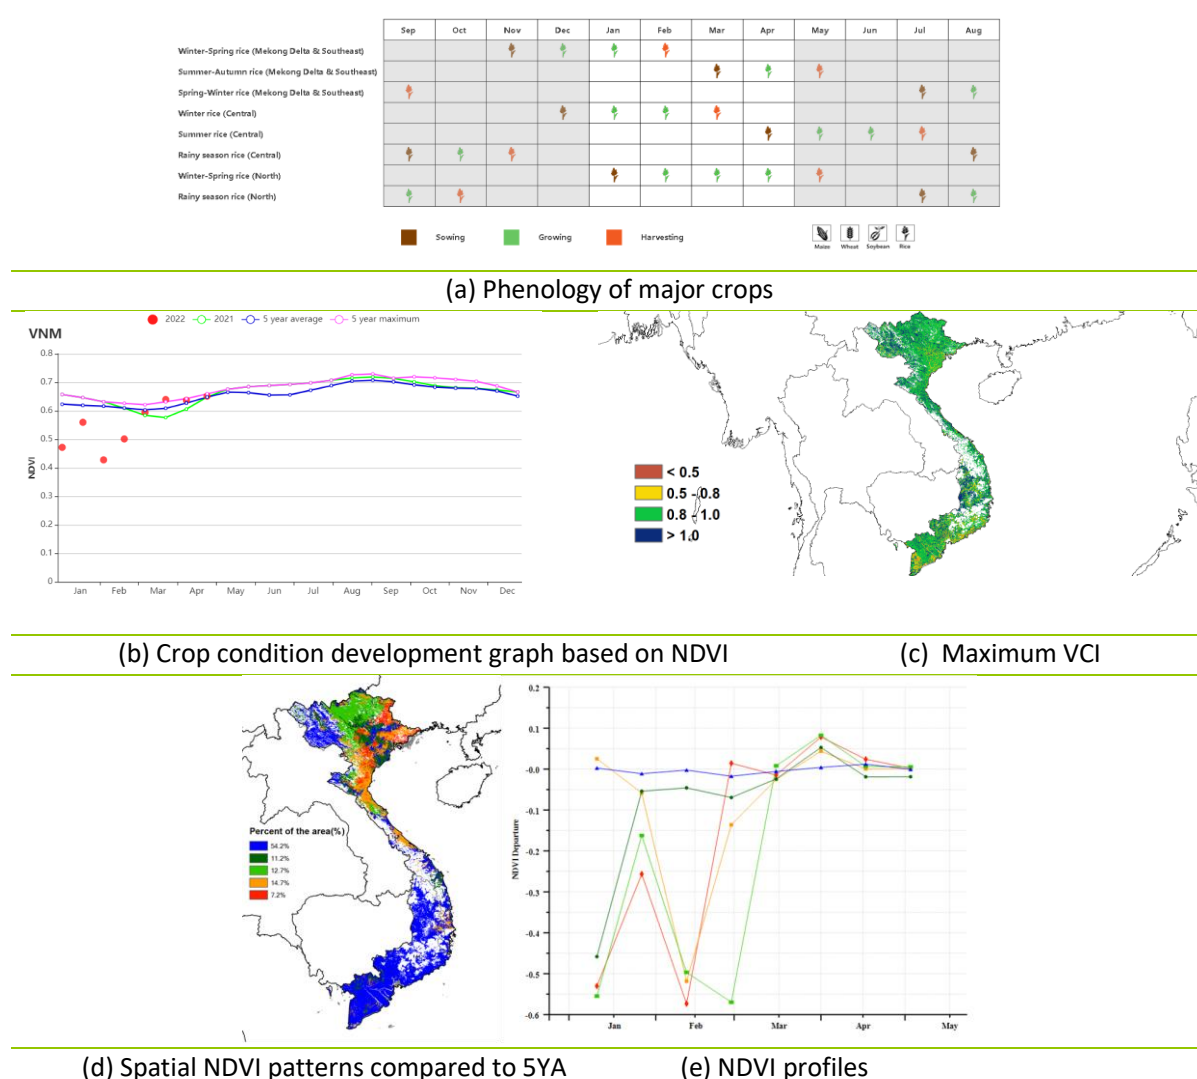 Sep Oct Nov Dec Jan Feb Mar Apr May Jun Jul Aug
Winter-Spring rice (Mekong Delta & Southeast)
Summer-Autumn rice (Mekong Delta & Southeast)
Spring-Winter rice (Mekong Delta & Southeast)
Winter rice (Central)
Summer rice (Central)
Rainy season rice (Central)
Winter-Spring rice (North)
Rainy season rice (North)
Sowing Growing Harvesting
Maize Wheat Soybean Rice
(a) Phenology of major crops
2022 2021 5 year average 5 year maximum
VNM
0.8
0.7
0.6
0.5
0.4
0.3
0.2
0.1
0
NDVI
Jan Feb Mar Apr May Jun Jul Aug Sep Oct Nov Dec
< 0.5
0.5 - 0.8
0.8 - 1.0
> 1.0
(b) Crop condition development graph based on NDVI
(c) Maximum VCI
Percent of the area(%)
54.2%
11.2%
12.7%
14.7%
7.2%
0.2
0.1
-0.0
-0.1
-0.2
-0.3
-0.4
-0.5
-0.6
NDVI Departure
Jan Feb Mar Apr May
(d) Spatial NDVI patterns compared to 5YA
(e) NDVI profiles